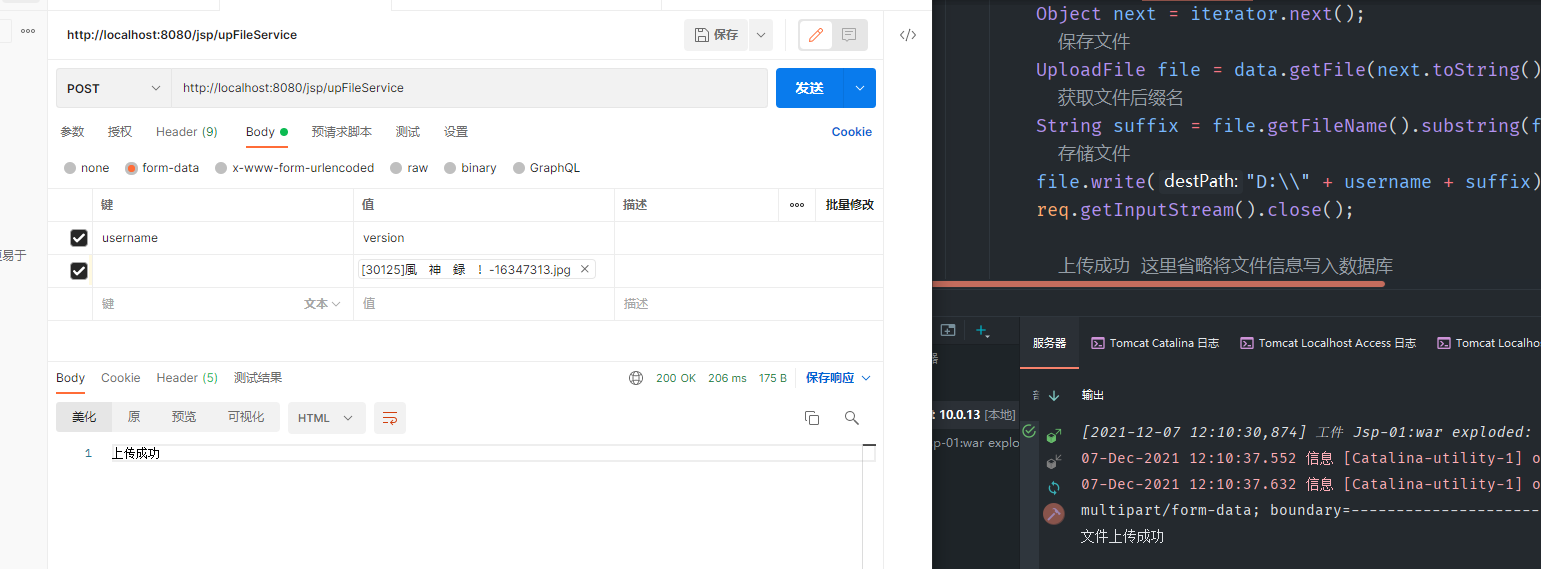 http://localhost:8080/jsp/upFileService
保存
POST
http://localhost:8080/jsp/upFileService
发送
参数 授权 Header (9) Body 预请求脚本 测试 设置 Cookie
none form-data x-www-form-urlencoded raw binary GraphQL
键 值 描述 批量修改
username version
[30125]風 神 録 ！-16347313.jpg
键 文本 值 描述
Body Cookie Header (5) 测试结果 200 OK 206 ms 175 B 保存响应
美化 原 预览 可视化 HTML
1 上传成功
易于
Object next = iterator.next();
保存文件
UploadFile file = data.getFile(next.toString()
获取文件后缀名
String suffix = file.getFileName().substring(f
存储文件
file.write( destPath: "D:\\" + username + suffix)
req.getInputStream().close();
上传成功 这里省略将文件信息写入数据库
服务器 Tomcat Catalina 日志 Tomcat Localhost Access 日志 Tomcat Localho
输出
: 10.0.13 [本地]
sp-01:war explo
[2021-12-07 12:10:30,874] 工件 Jsp-01:war exploded:
07-Dec-2021 12:10:37.552 信息 [Catalina-utility-1] o
07-Dec-2021 12:10:37.632 信息 [Catalina-utility-1] o
multipart/form-data; boundary=---------------------
文件上传成功